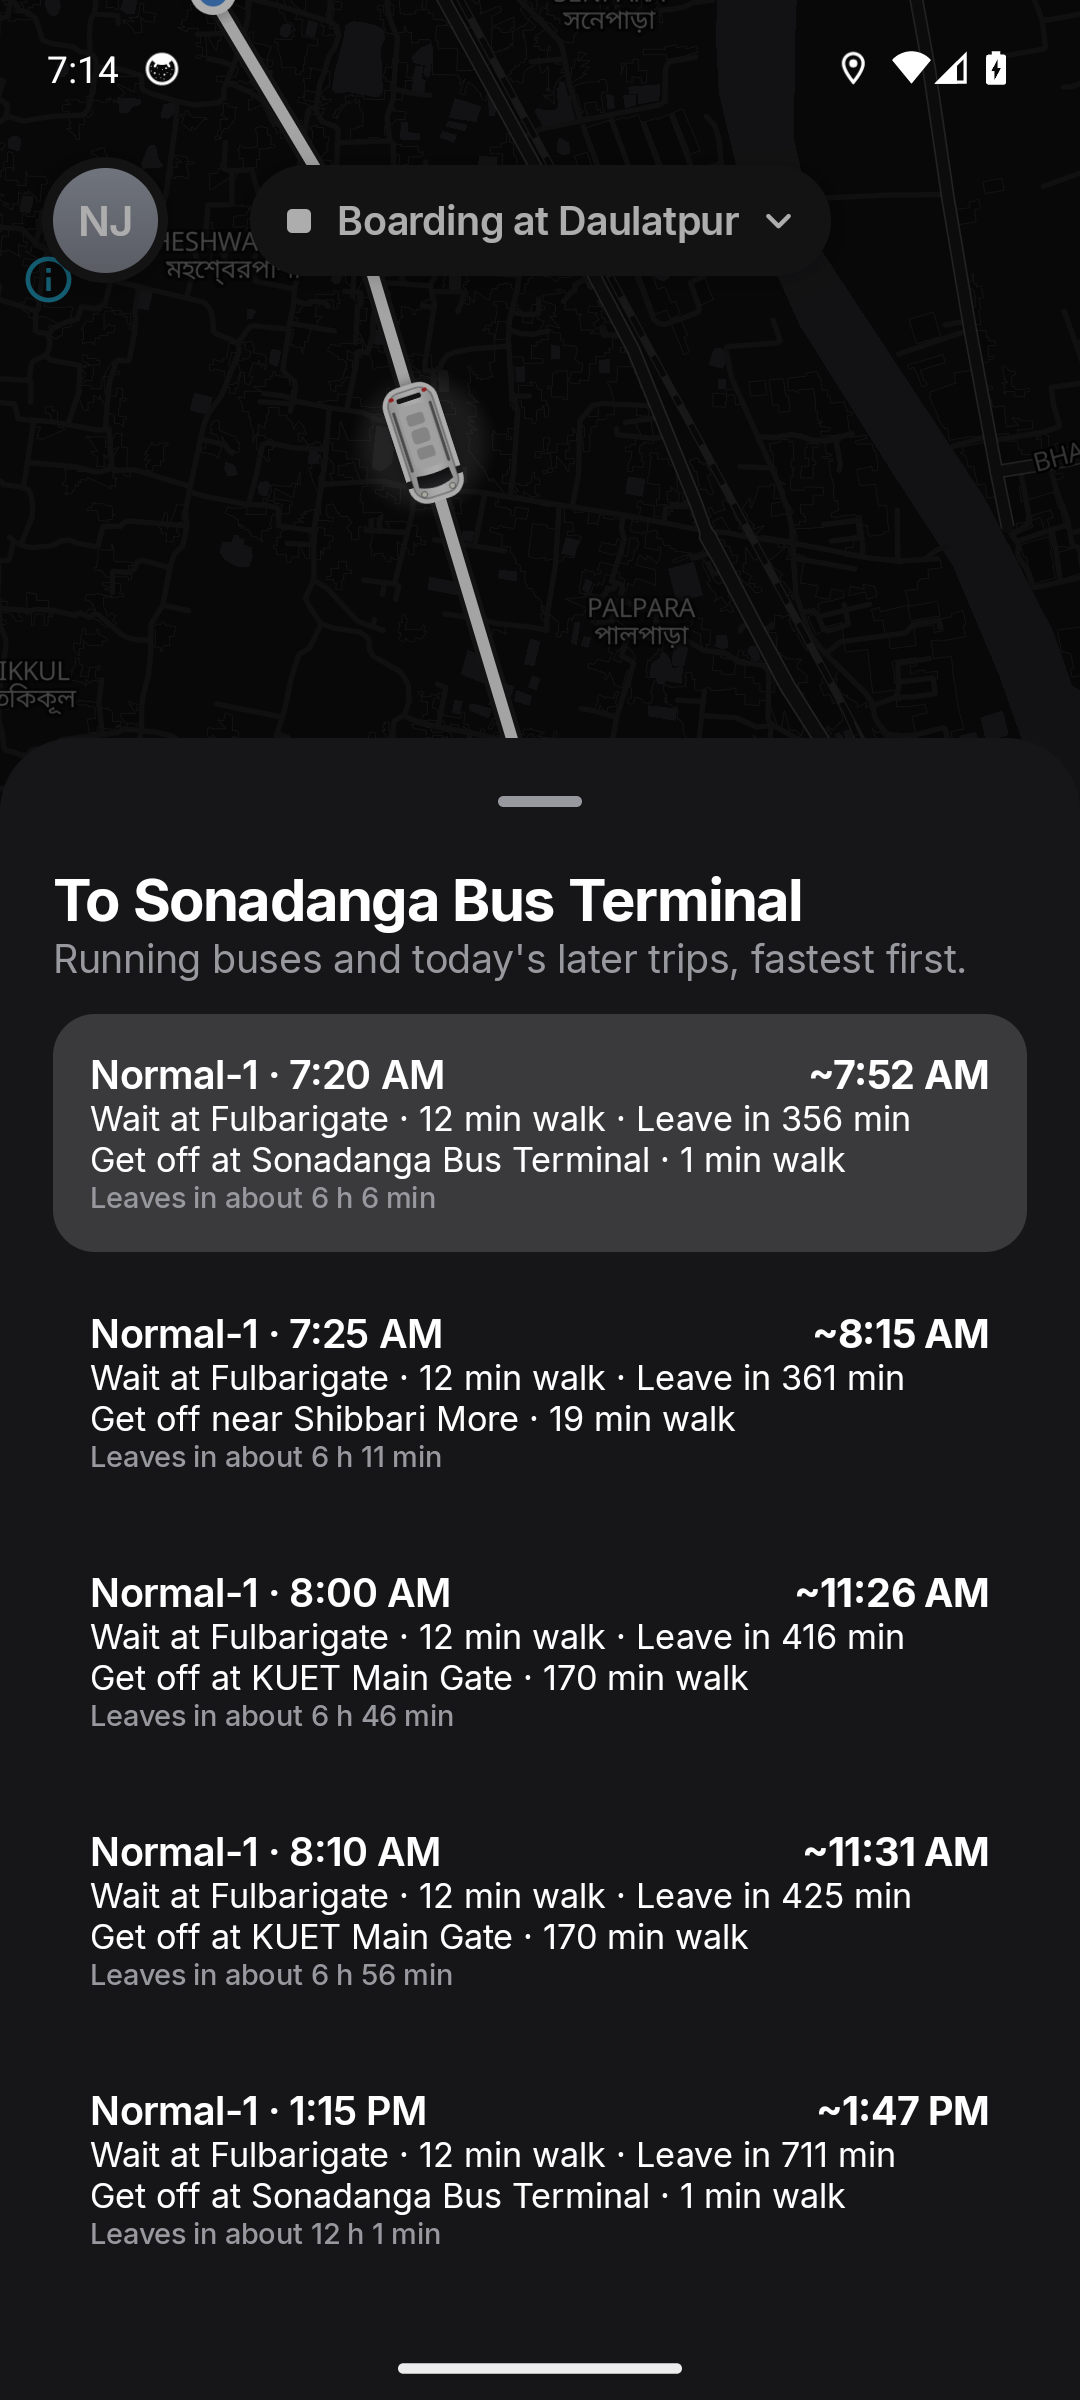 সনেপাড়া
7:14
NJ
Boarding at Daulatpur
PALPARA
পালপাড়া
IKKUL
To Sonadanga Bus Terminal
Running buses and today's later trips, fastest first.
Normal-1 · 7:20 AM ~7:52 AM
Wait at Fulbarigate · 12 min walk · Leave in 356 min
Get off at Sonadanga Bus Terminal · 1 min walk
Leaves in about 6 h 6 min
Normal-1 · 7:25 AM ~8:15 AM
Wait at Fulbarigate · 12 min walk · Leave in 361 min
Get off near Shibbari More · 19 min walk
Leaves in about 6 h 11 min
Normal-1 · 8:00 AM ~11:26 AM
Wait at Fulbarigate · 12 min walk · Leave in 416 min
Get off at KUET Main Gate · 170 min walk
Leaves in about 6 h 46 min
Normal-1 · 8:10 AM ~11:31 AM
Wait at Fulbarigate · 12 min walk · Leave in 425 min
Get off at KUET Main Gate · 170 min walk
Leaves in about 6 h 56 min
Normal-1 · 1:15 PM ~1:47 PM
Wait at Fulbarigate · 12 min walk · Leave in 711 min
Get off at Sonadanga Bus Terminal · 1 min walk
Leaves in about 12 h 1 min